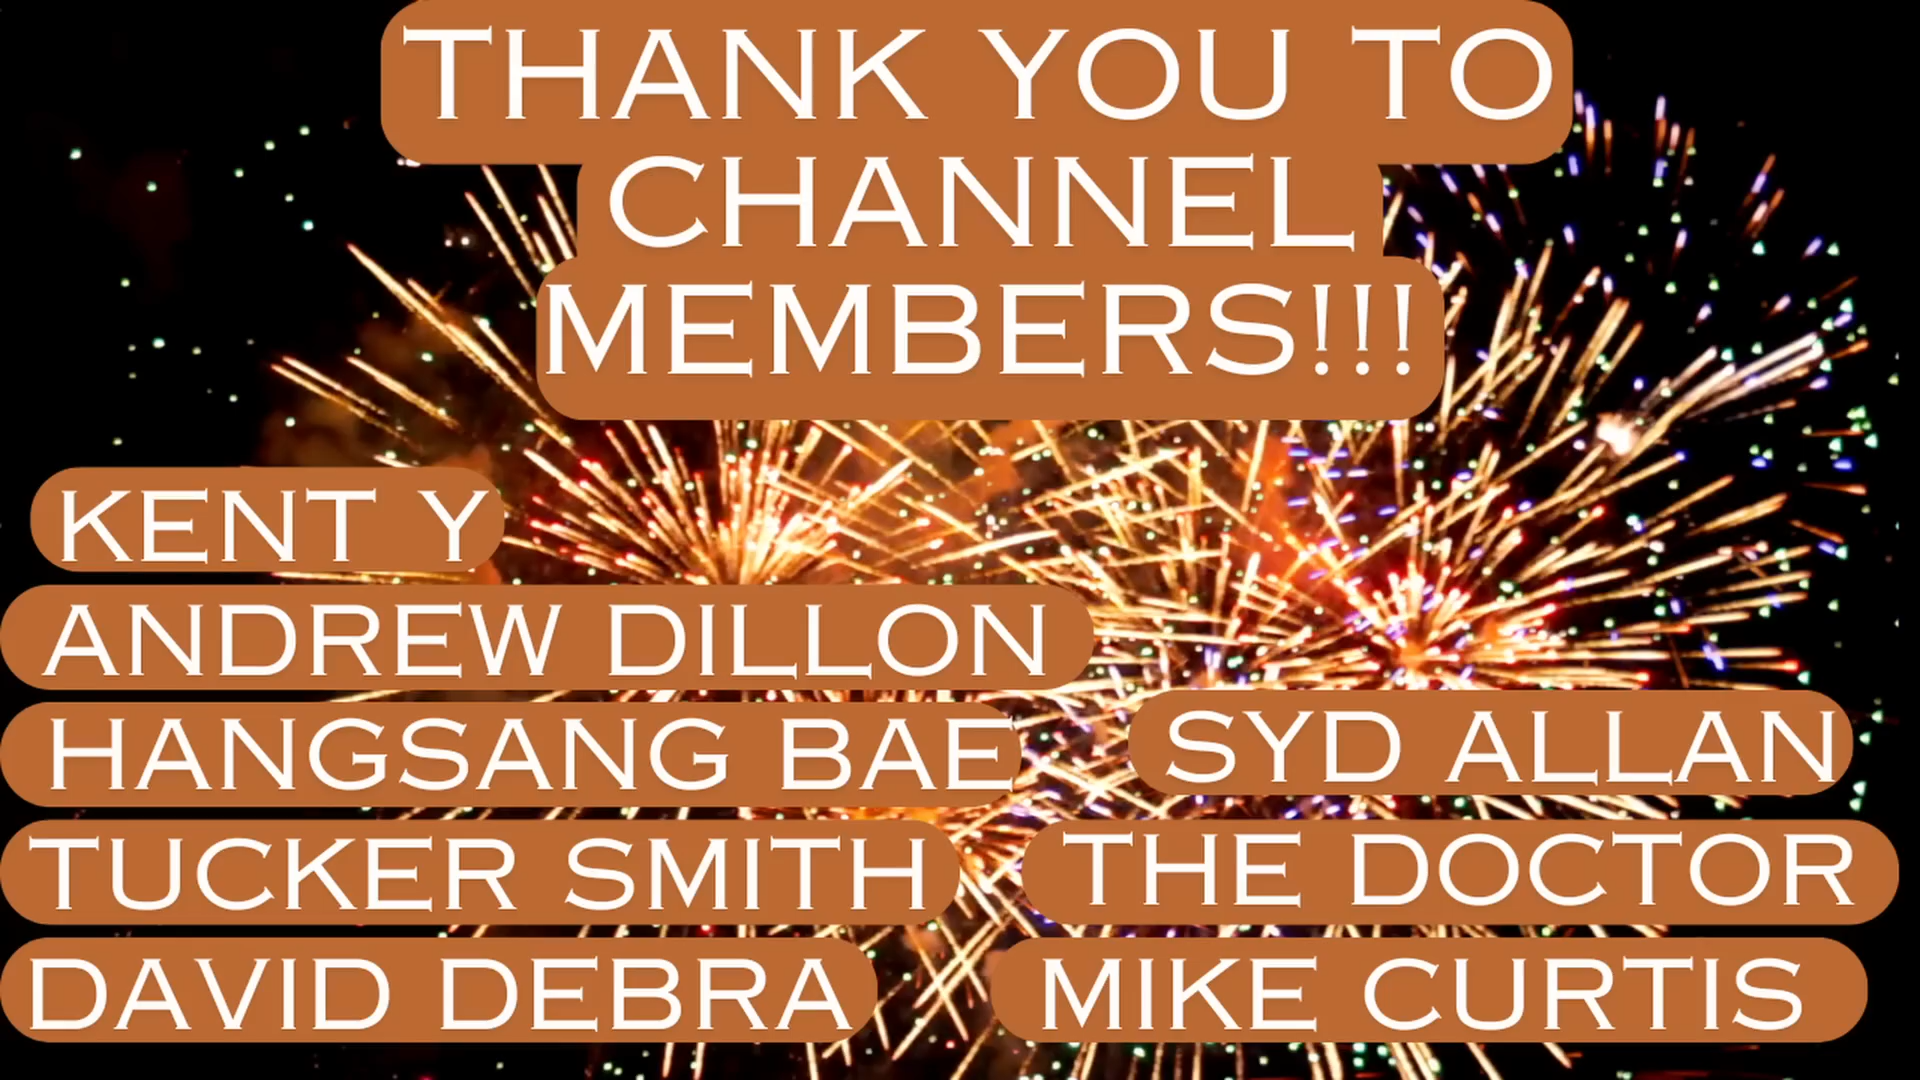 THANK YOU TO
CHANNEL
MEMBERS!!!
KENT Y
ANDREW DILLON
HANGSANG BAE
TUCKER SMITH
DAVID DEBRA
SYD ALLAN
THE DOCTOR
MIKE CURTIS